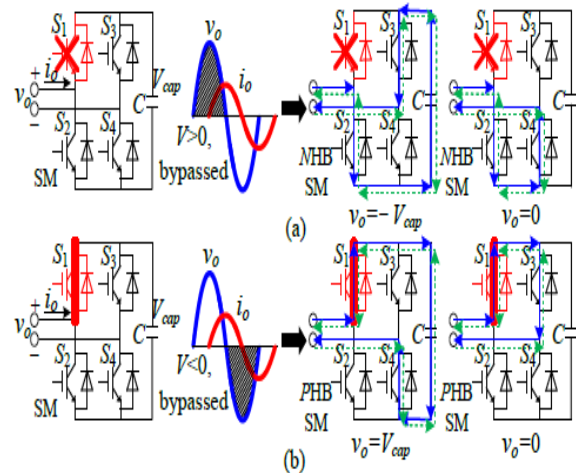 S1 S3
vo
S1 S3
S1 S3
+ io Vcap
io
vo C
C
C
−
V>0,
S2 S4
S2 S4
S2 S4
bypassed
NHB
NHB
SM
SM
SM
vo=− Vcap
vo=0
(a)
S1 S3
vo
S1 S3
S1 S3
+ io Vcap
io
vo C
C
C
−
V<0,
S2 S4
S2 S4
S2 S4
bypassed
PHB
PHB
SM
SM
SM
vo=Vcap
vo=0
(b)